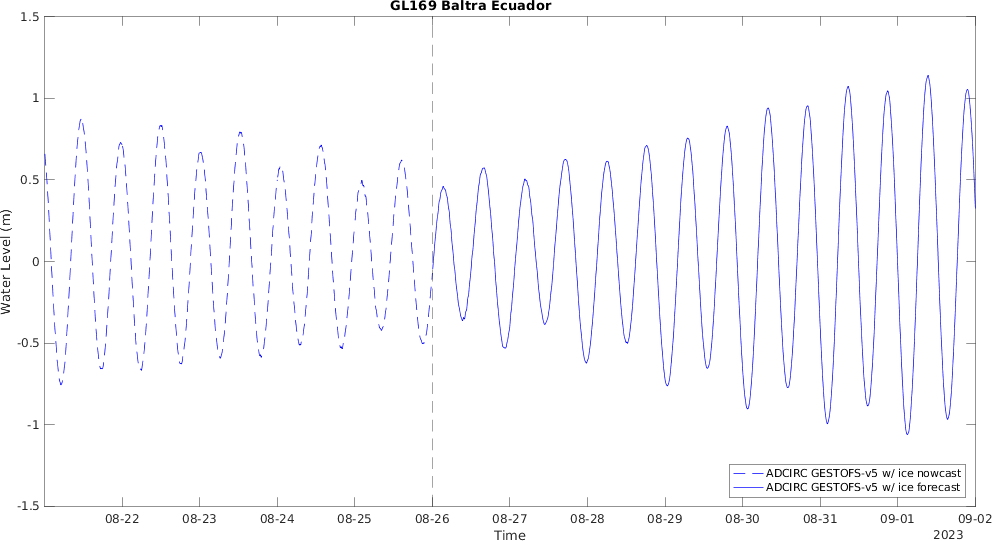 GL169 Baltra Ecuador
1.5
1
0.5
0
-0.5
-1
-1.5
Water Level (m)
08-22 08-23 08-24 08-25 08-26 08-27 08-28 08-29 08-30 08-31 09-01 09-02
Time
2023
ADCIRC GESTOFS-v5 w/ ice nowcast
ADCIRC GESTOFS-v5 w/ ice forecast